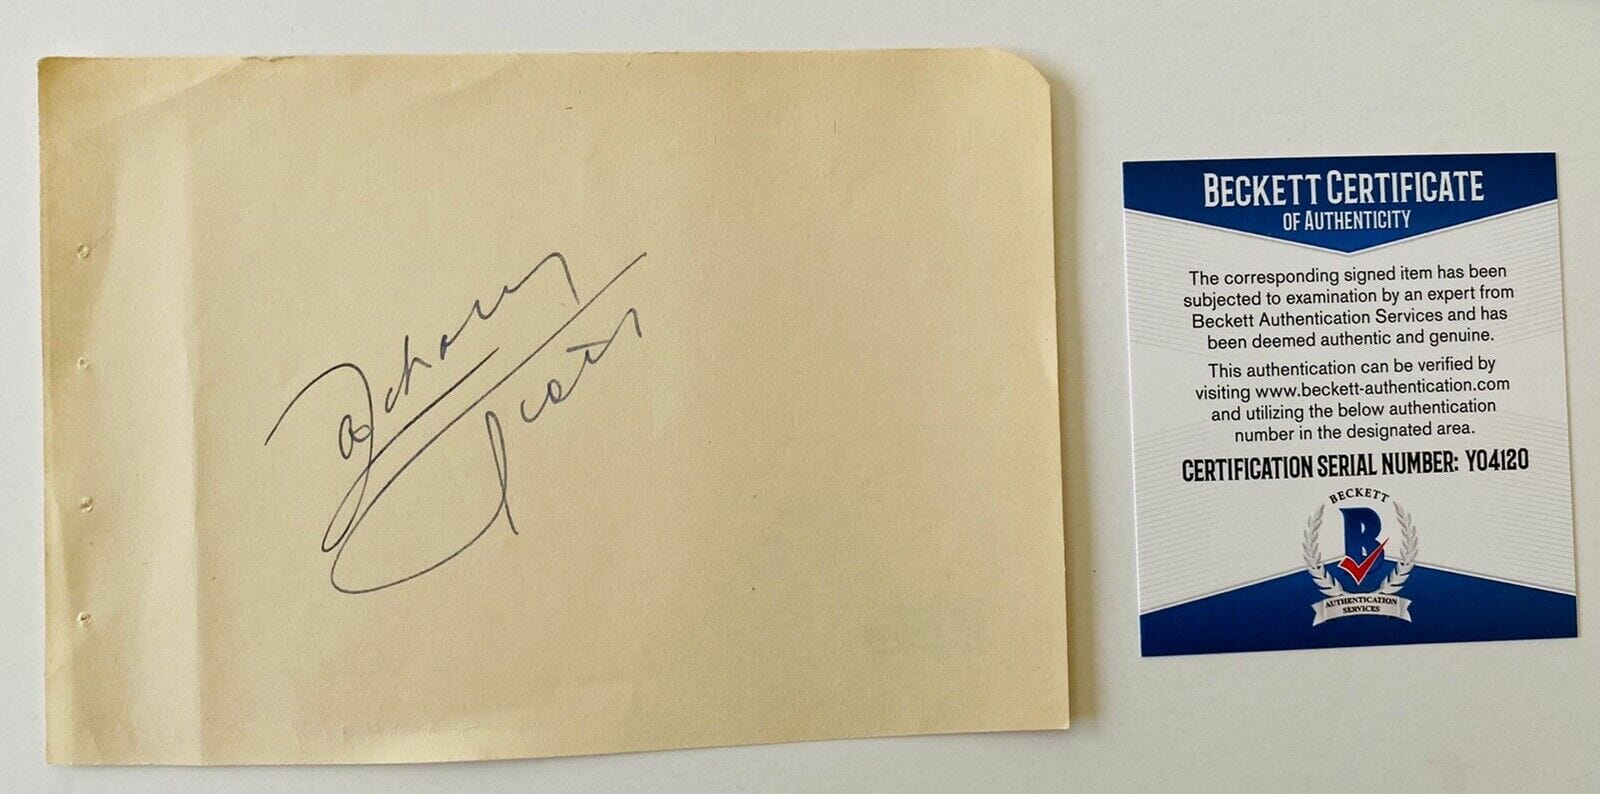 BECKETT CERTIFICATE
OF AUTHENTICITY
The corresponding signed item has been
subjected to examination by an expert from
Beckett Authentication Services and has
been deemed authentic and genuine.
This authentication can be verified by
visiting www.beckett-authentication.com
and utilizing the below authentication
number in the designated area.
CERTIFICATION SERIAL NUMBER: Y04120
BECKETT
B
AUTHENTICATION
SERVICES